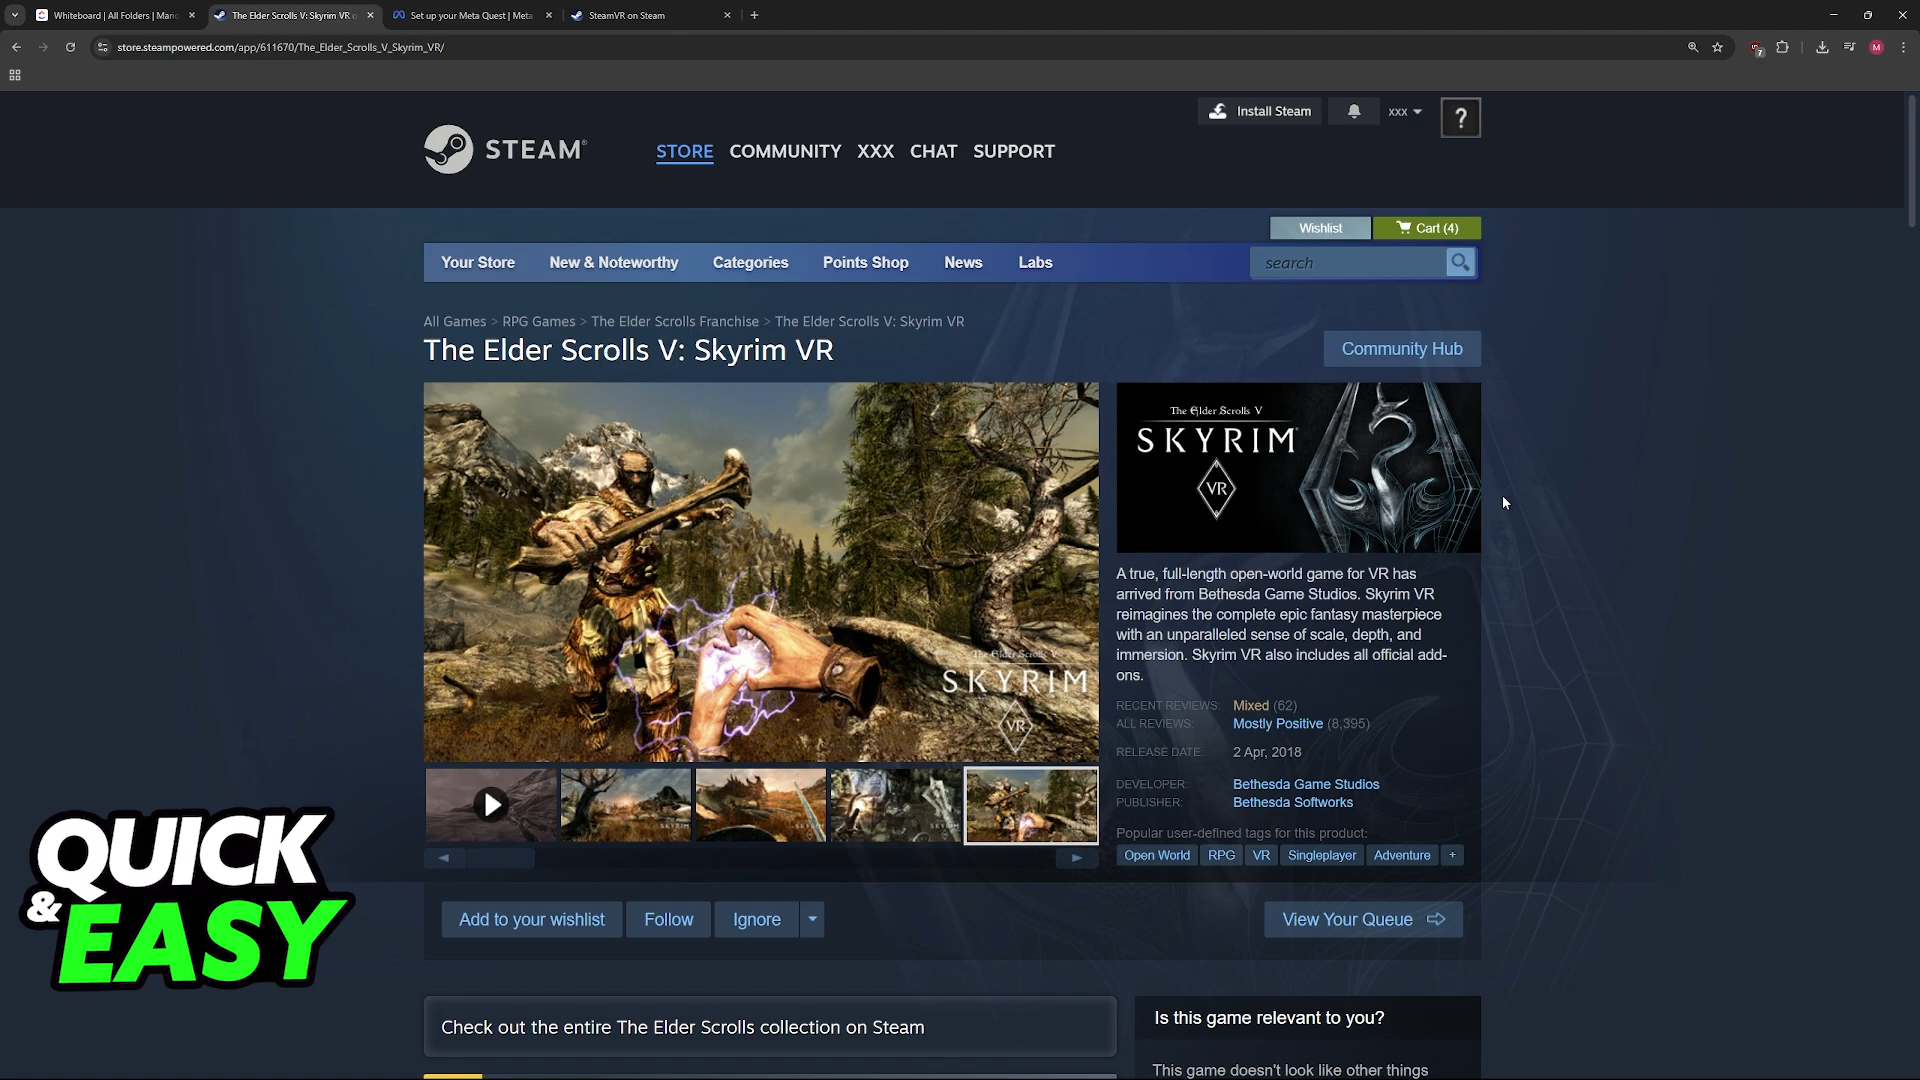 Whiteboard | All Folders | Maric
The Elder Scrolls V: Skyrim VR o
Set up your Meta Quest | Meta
SteamVR on Steam
store.steampowered.com/app/611670/The_Elder_Scrolls_V_Skyrim_VR/
7
M
Install Steam
xxx
?
STEAM®
STORE COMMUNITY XXX CHAT SUPPORT
Wishlist
Cart (4)
Your Store
New & Noteworthy
Categories
Points Shop
News
Labs
search
All Games > RPG Games > The Elder Scrolls Franchise > The Elder Scrolls V: Skyrim VR
The Elder Scrolls V: Skyrim VR
Community Hub
The Elder Scrolls V
SKYRIM
VR
The Elder Scrolls V
SKYRIM
VR
A true, full-length open-world game for VR has
arrived from Bethesda Game Studios. Skyrim VR
reimagines the complete epic fantasy masterpiece
with an unparalleled sense of scale, depth, and
immersion. Skyrim VR also includes all official add-
ons.
RECENT REVIEWS: Mixed (62)
ALL REVIEWS: Mostly Positive (8,395)
RELEASE DATE: 2 Apr, 2018
DEVELOPER: Bethesda Game Studios
PUBLISHER: Bethesda Softworks
Popular user-defined tags for this product:
Open World RPG VR Singleplayer Adventure +
SKYRIM
SKYRIM
SKYRIM
QUICK
& EASY
Add to your wishlist
Follow
Ignore
View Your Queue
Check out the entire The Elder Scrolls collection on Steam
Is this game relevant to you?
This game doesn't look like other things